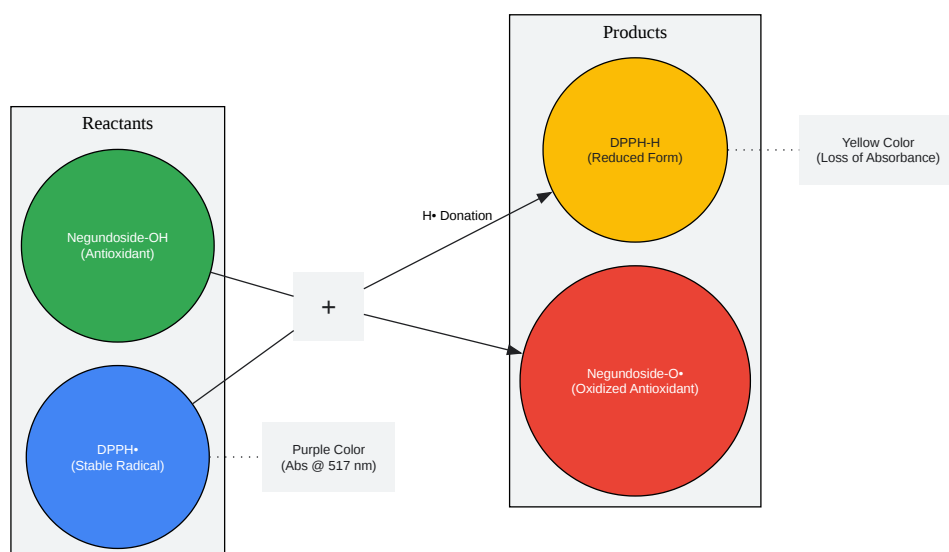 Reactants
Negundoside-OH
(Antioxidant)
DPPH•
(Stable Radical)
Purple Color
(Abs @ 517 nm)
+
H• Donation
Products
DPPH-H
(Reduced Form)
Negundoside-O•
(Oxidized Antioxidant)
Yellow Color
(Loss of Absorbance)